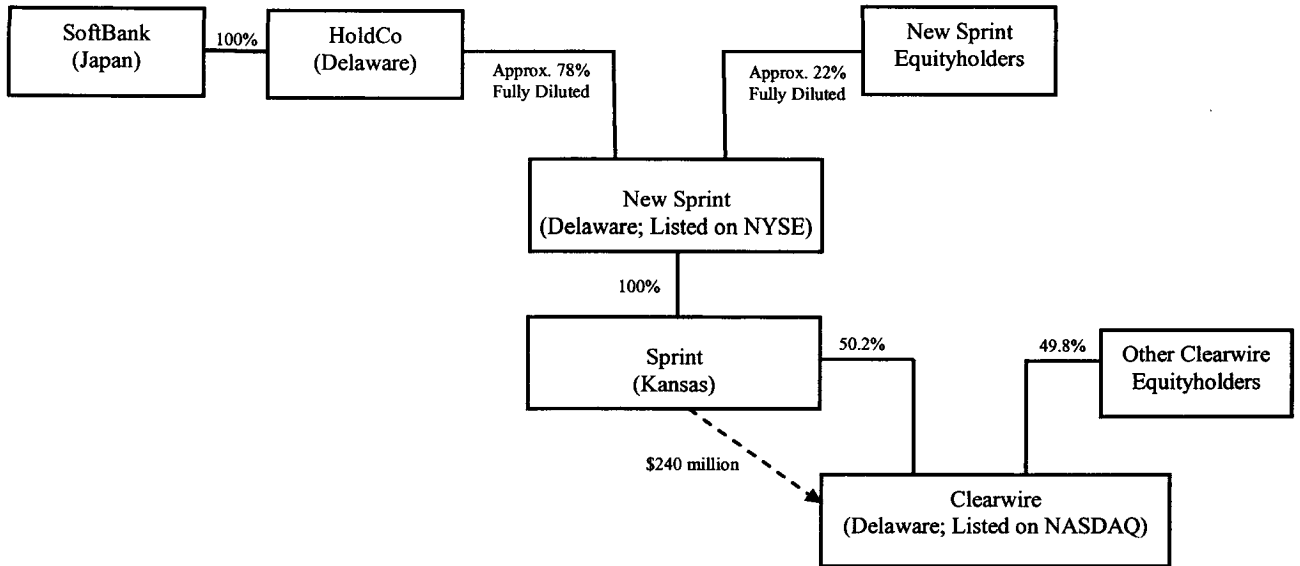 SoftBank
(Japan)
100%
HoldCo
(Delaware)
Approx. 78%
Fully Diluted
Approx. 22%
Fully Diluted
New Sprint
Equityholders
New Sprint
(Delaware; Listed on NYSE)
100%
Sprint
(Kansas)
50.2%
49.8%
Other Clearwire
Equityholders
$240 million
Clearwire
(Delaware; Listed on NASDAQ)